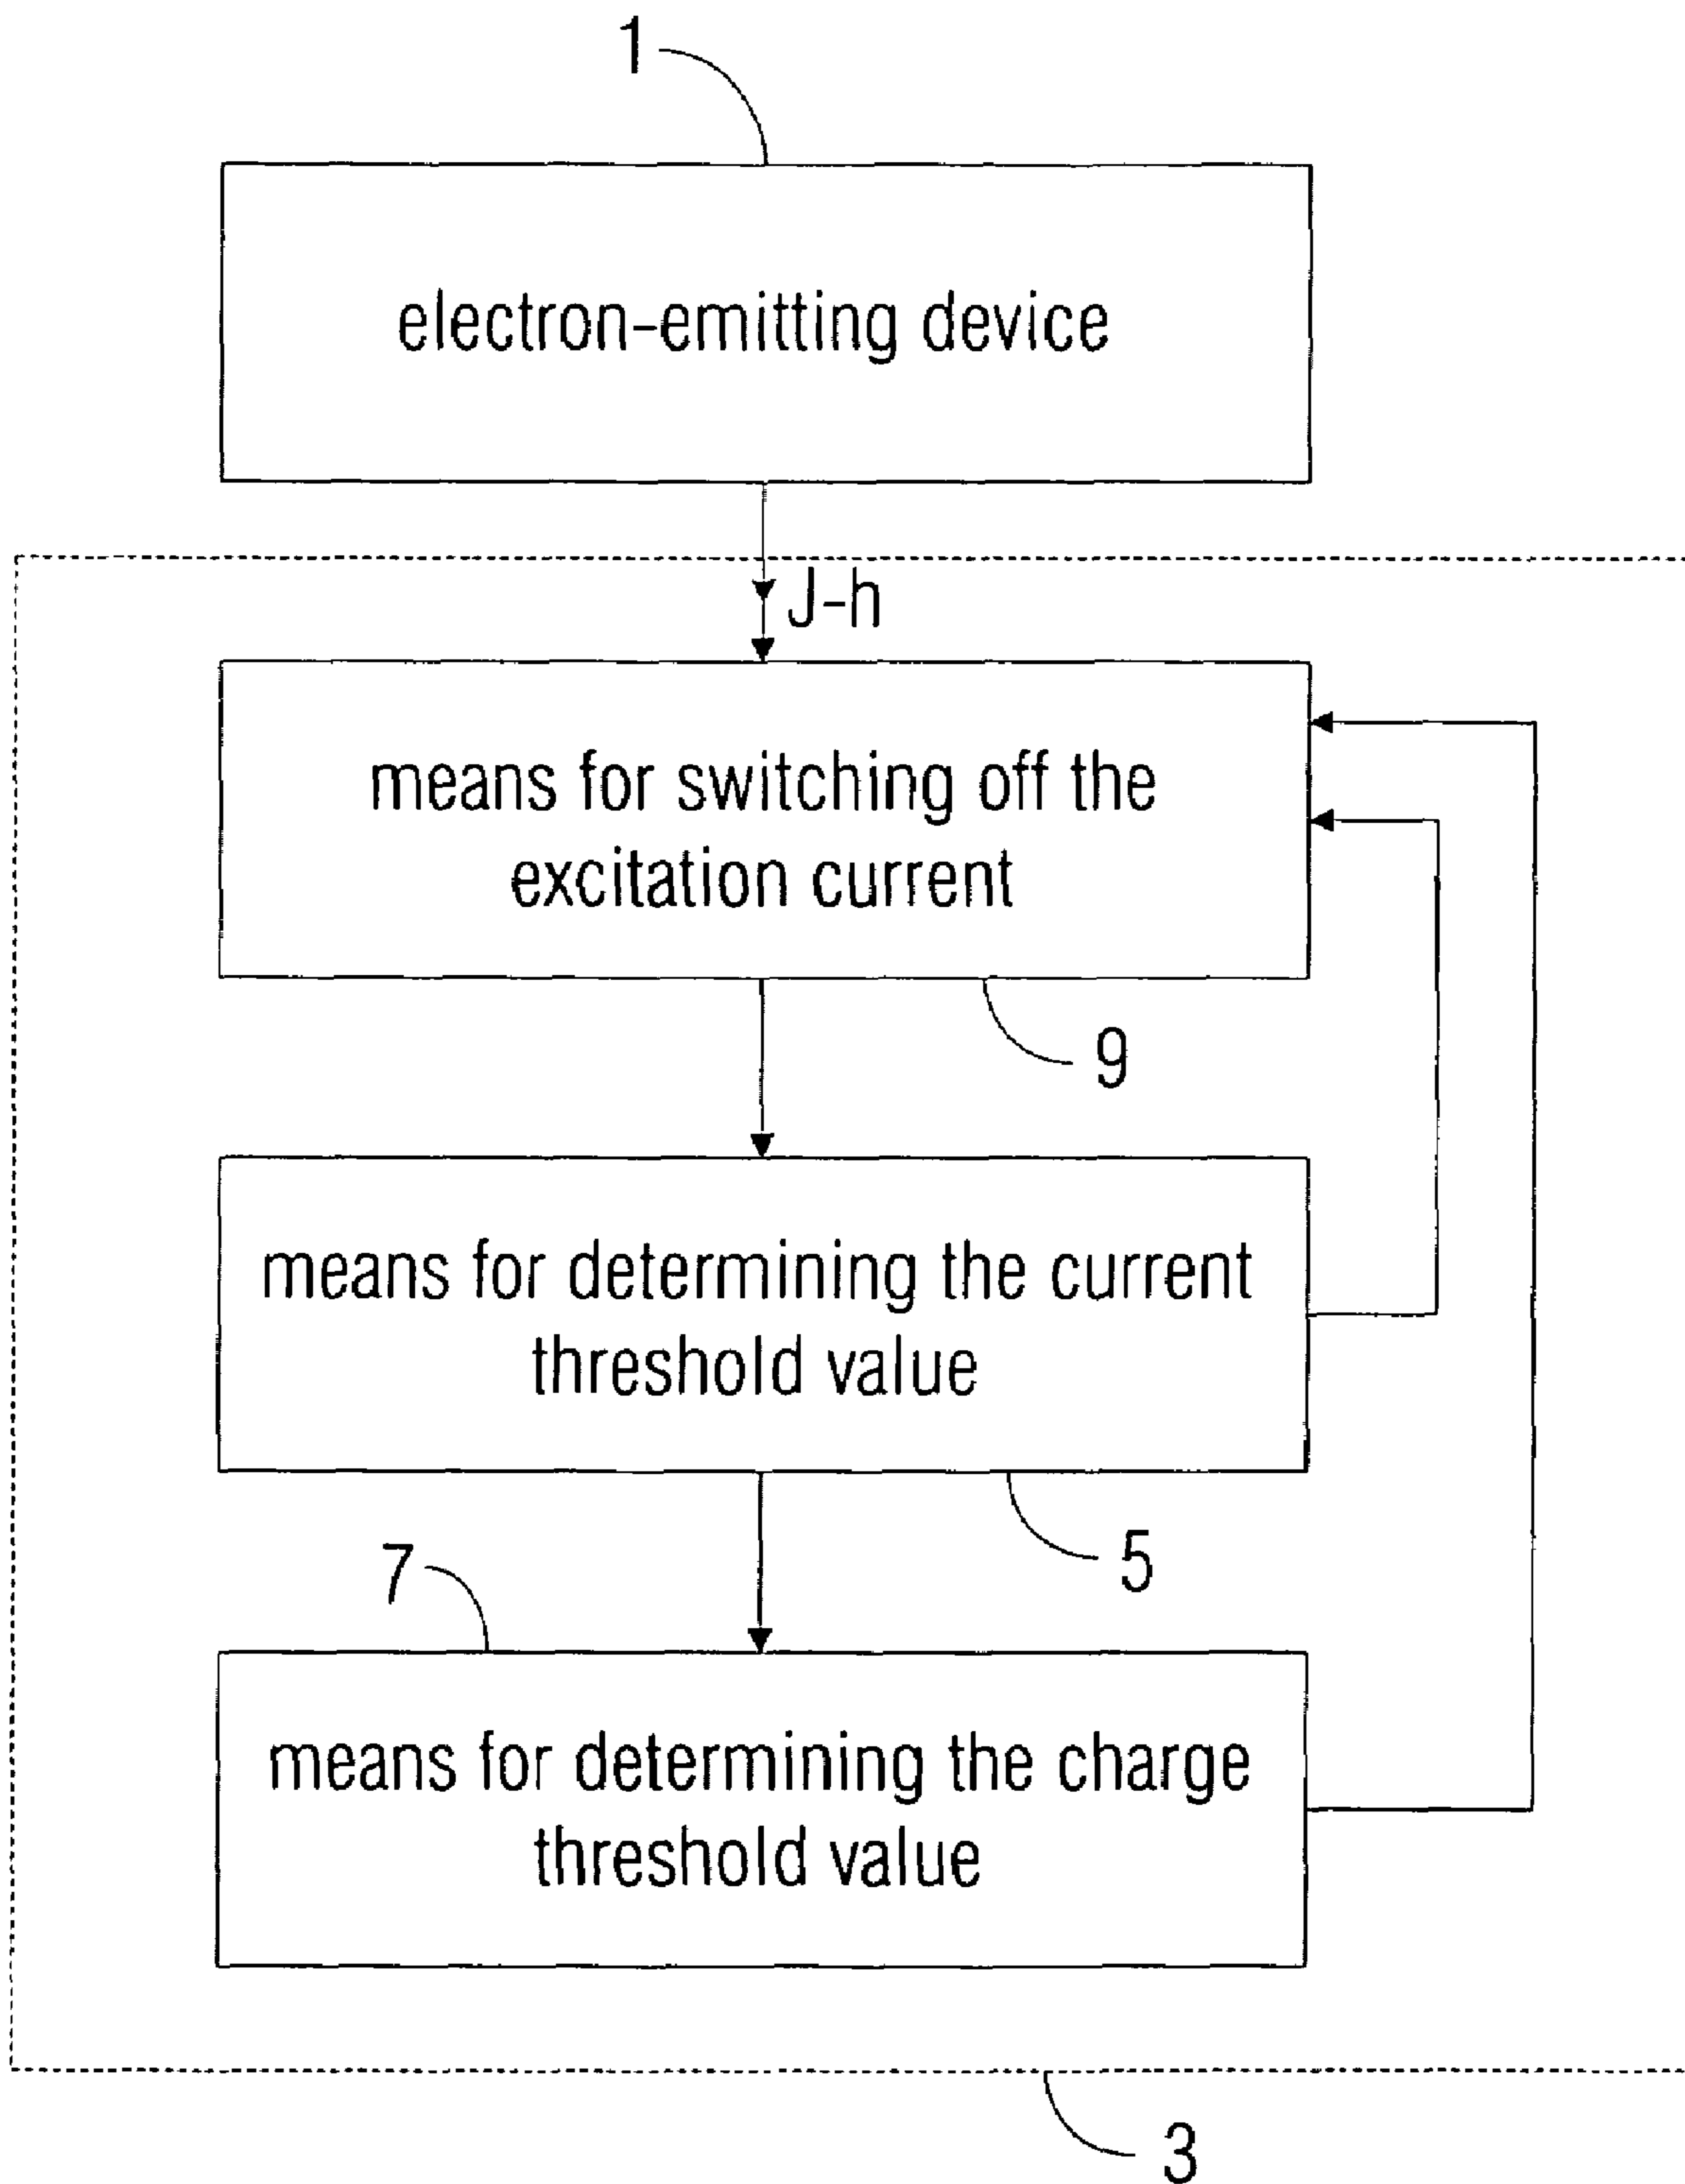 1
electron-emitting device
J-h
means for switching off the
excitation current
9
means for determining the current
threshold value
5
7
means for determining the charge
threshold value
3